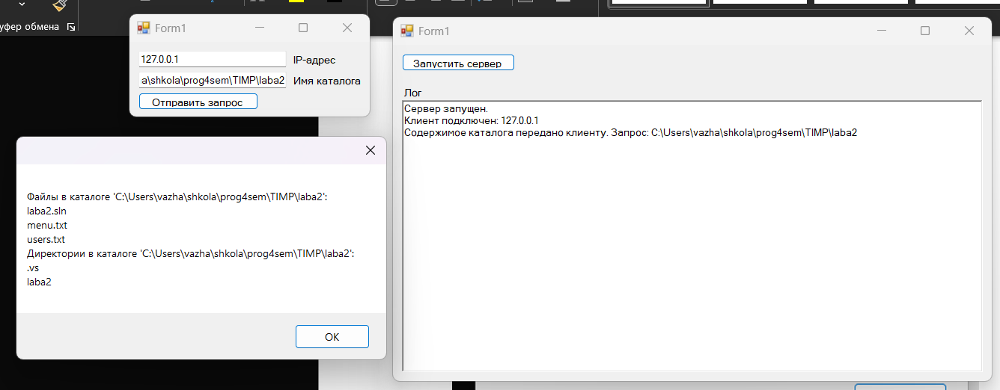 уфер обмена
Form1
127.0.0.1
IP-адрес
a\shkola\prog4sem\TIMP\laba2
Имя каталога
Отправить запрос
Файлы в каталоге 'C:\Users\vazha\shkola\prog4sem\TIMP\laba2':
laba2.sln
menu.txt
users.txt
Директории в каталоге 'C:\Users\vazha\shkola\prog4sem\TIMP\laba2':
.vs
laba2
OK
Form1
Запустить сервер
Лог
Сервер запущен.
Клиент подключен: 127.0.0.1
Содержимое каталога передано клиенту. Запрос: C:\Users\vazha\shkola\prog4sem\TIMP\laba2